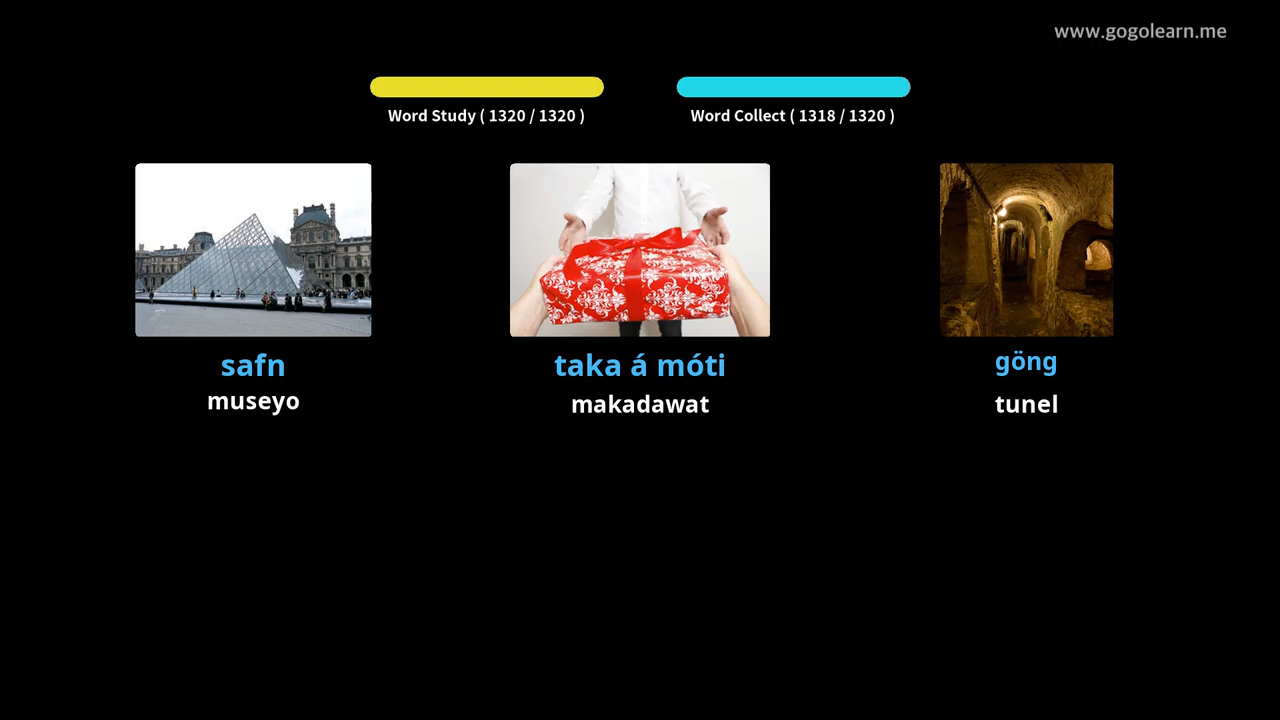 www.gogolearn.me
Word Study ( 1320 / 1320 )
Word Collect ( 1318 / 1320 )
safn
museyo
taka á móti
makadawat
göng
tunel